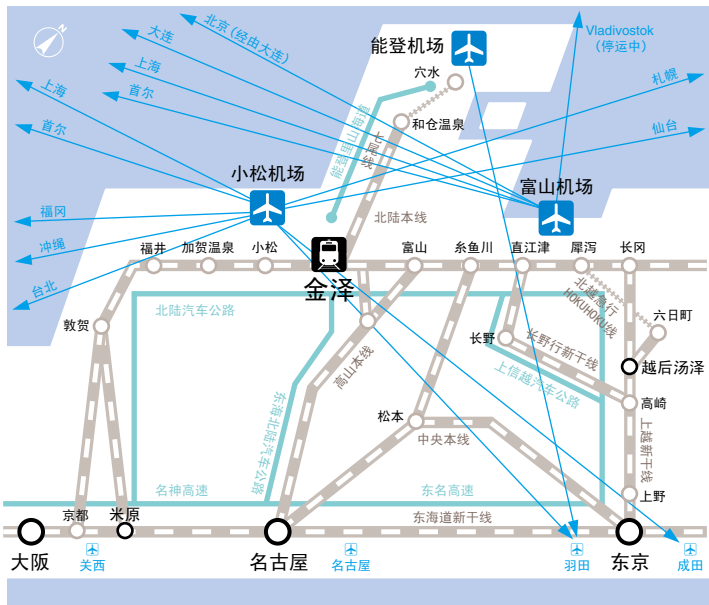 北京(经由大连)
大连
上海
首尔
上海
首尔
能登机场
穴水
Vladivostok
(停运中)
札幌
仙台
和仓温泉
能登里山海道
七尾线
小松机场
富山机场
福冈
冲绳
台北
北陆本线
福井
加贺温泉
小松
金泽
富山
糸鱼川
直江津
犀泻
长冈
北陆汽车公路
北越急行
HOKUHOKU线
六日町
敦贺
长野
长野行新干线
越后汤泽
高山本线
上信越汽车公路
高崎
松本
中央本线
上越新干线
东海北陆汽车公路
名神高速
东名高速
上野
京都
米原
东海道新干线
大阪
关西
名古屋
名古屋
羽田
东京
成田